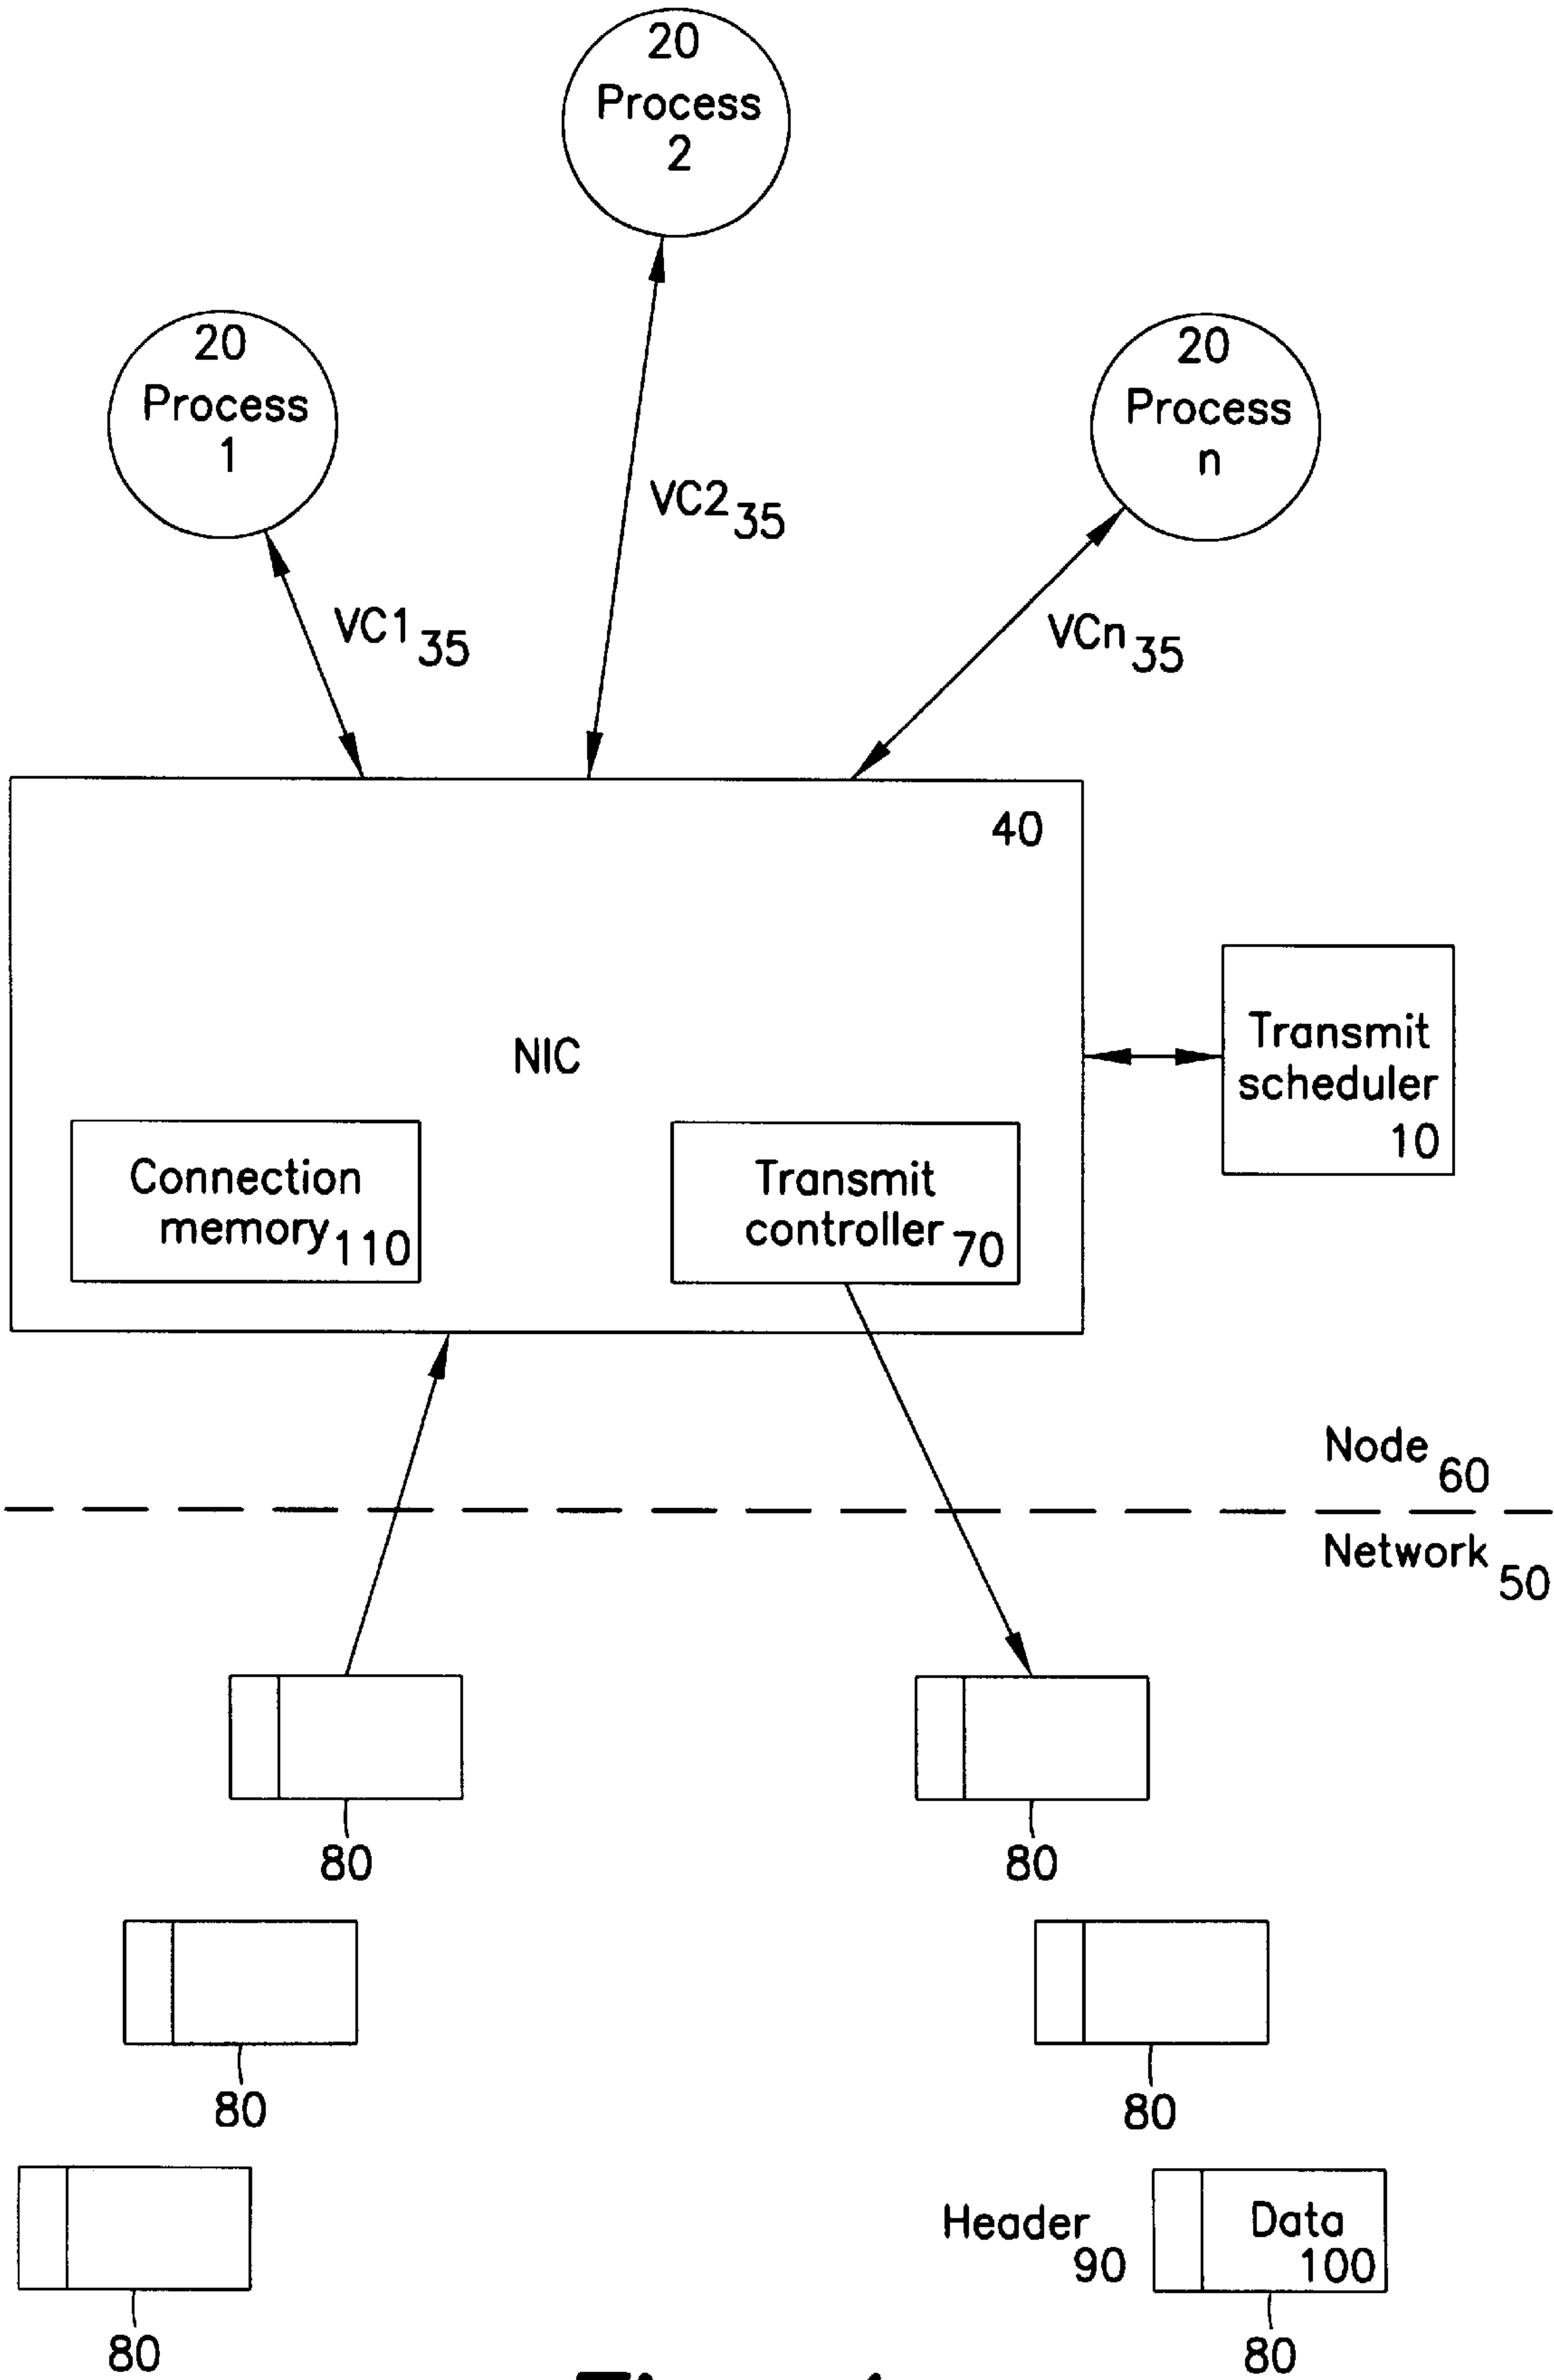 20
Process
2
20
Process
1
20
Process
n
VC2 35
VC1 35
VCn 35
40
NIC
Transmit
scheduler
10
Connection
memory 110
Transmit
controller 70
Node 60
Network 50
80
80
80
80
Header 90
Data
100
80
80